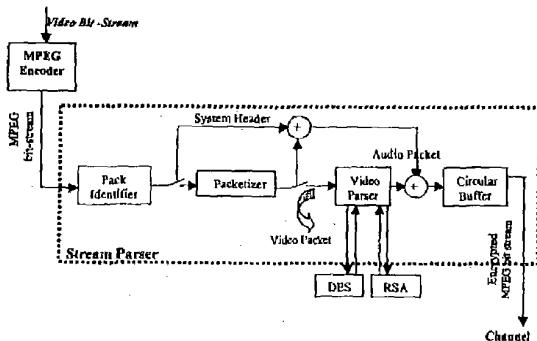 Video Bit-Stream
MPEG
Encoder
MPEG
bit-stream
System Header
Audio Packet
Pack
Identifier
Packetizer
Video
Parser
Circular
Buffer
Video Packet
Stream Parser
DES
RSA
Encrypted
MPEG bit stream
Channel